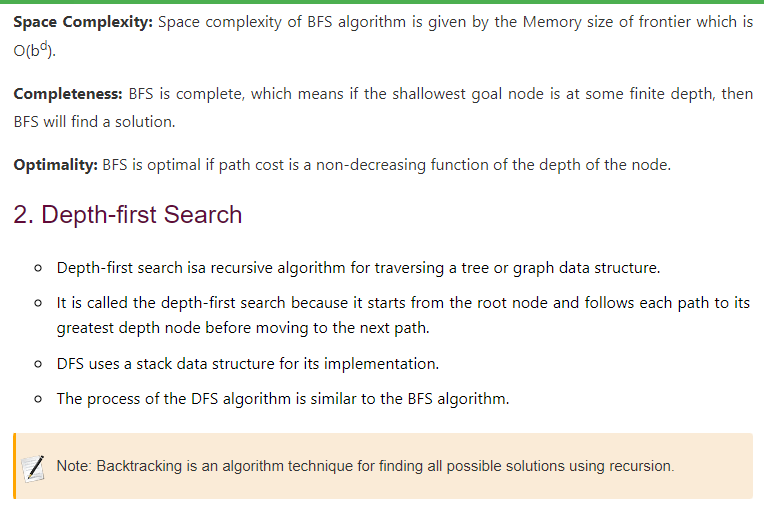 Space Complexity: Space complexity of BFS algorithm is given by the Memory size of frontier which is
O(b^d).
Completeness: BFS is complete, which means if the shallowest goal node is at some finite depth, then
BFS will find a solution.
Optimality: BFS is optimal if path cost is a non-decreasing function of the depth of the node.
2. Depth-first Search
Depth-first search isa recursive algorithm for traversing a tree or graph data structure.
It is called the depth-first search because it starts from the root node and follows each path to its
greatest depth node before moving to the next path.
DFS uses a stack data structure for its implementation.
The process of the DFS algorithm is similar to the BFS algorithm.
Note: Backtracking is an algorithm technique for finding all possible solutions using recursion.